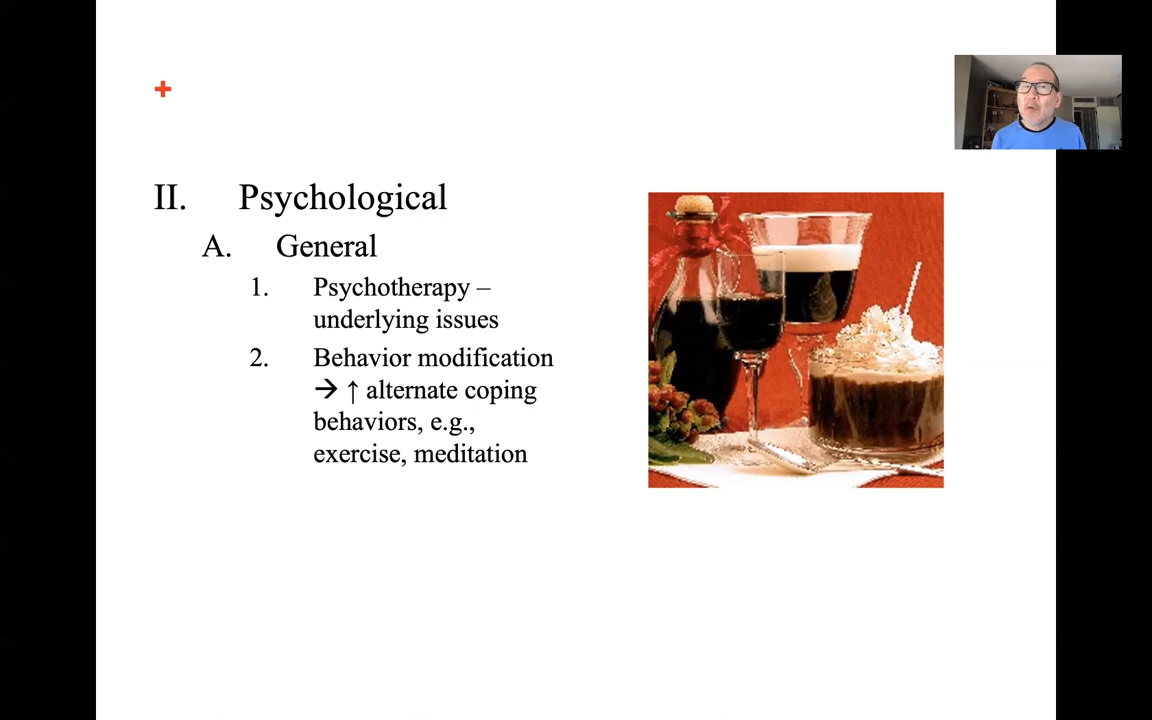 II. Psychological
A. General
1. Psychotherapy –
underlying issues
2. Behavior modification
→ ↑ alternate coping
behaviors, e.g.,
exercise, meditation